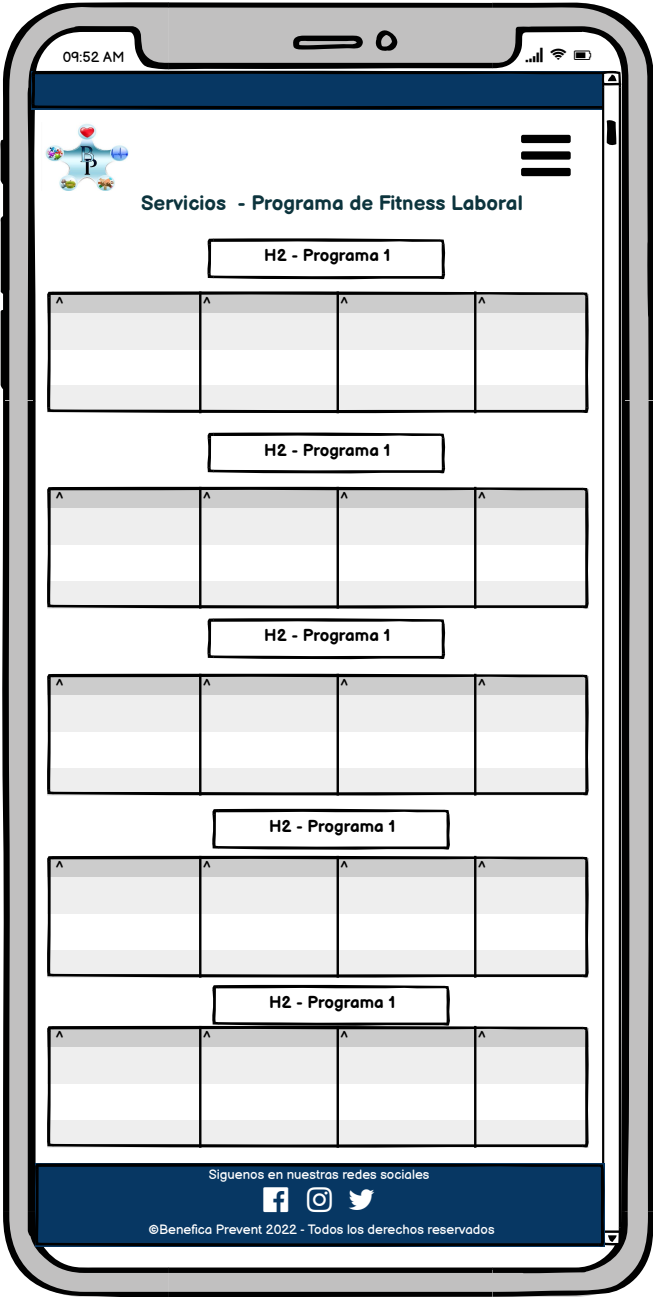 09:52 AM
BP
Servicios - Programa de Fitness Laboral
H2 - Programa 1
^ ^ ^ ^
H2 - Programa 1
^ ^ ^ ^
H2 - Programa 1
^ ^ ^ ^
H2 - Programa 1
^ ^ ^ ^
H2 - Programa 1
^ ^ ^ ^
Siguenos en nuestras redes sociales
©Benefica Prevent 2022 - Todos los derechos reservados